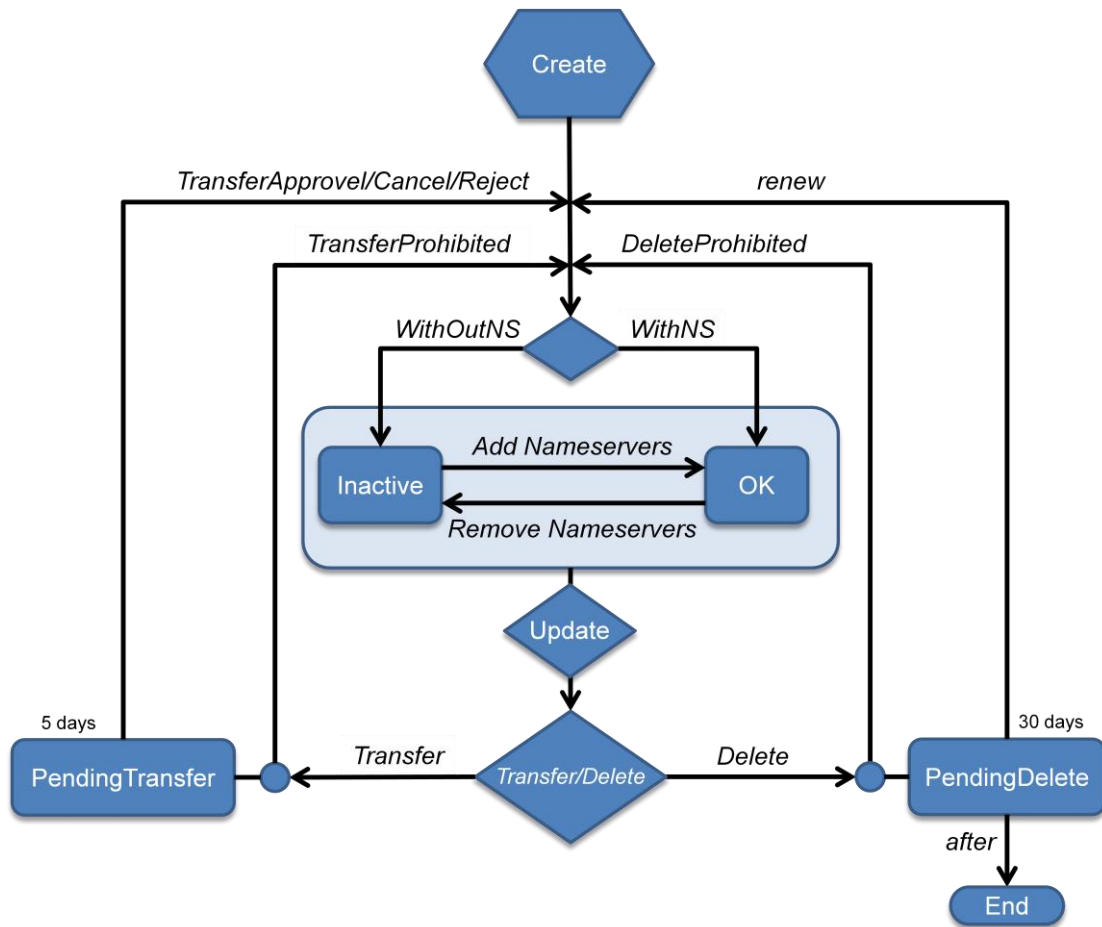 Create
TransferApprovel/Cancel/Reject
renew
TransferProhibited
DeleteProhibited
WithOutNS
WithNS
Add Nameservers
Inactive
OK
Remove Nameservers
Update
5 days
30 days
PendingTransfer
Transfer
Transfer/Delete
Delete
PendingDelete
after
End